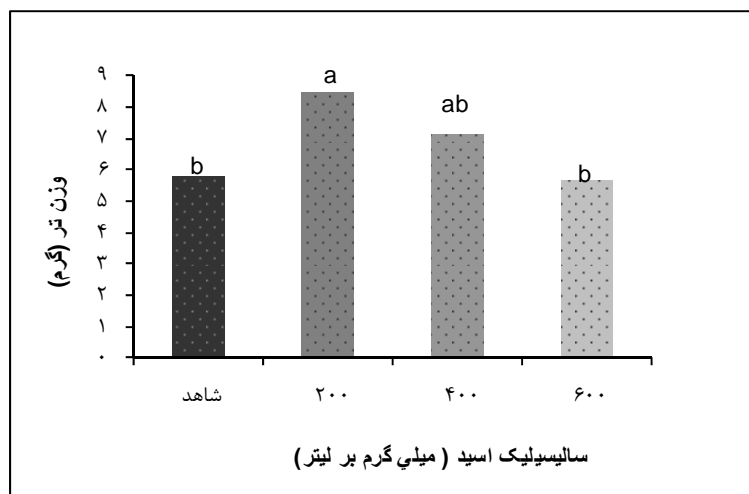 وزن تر (گرم)
۹
۸
۷
۶
۵
۴
۳
۲
۱
۰
b
a
ab
b
شاهد
۲۰۰
۴۰۰
۶۰۰
ساليسيليک اسيد ( ميلي گرم بر ليتر)